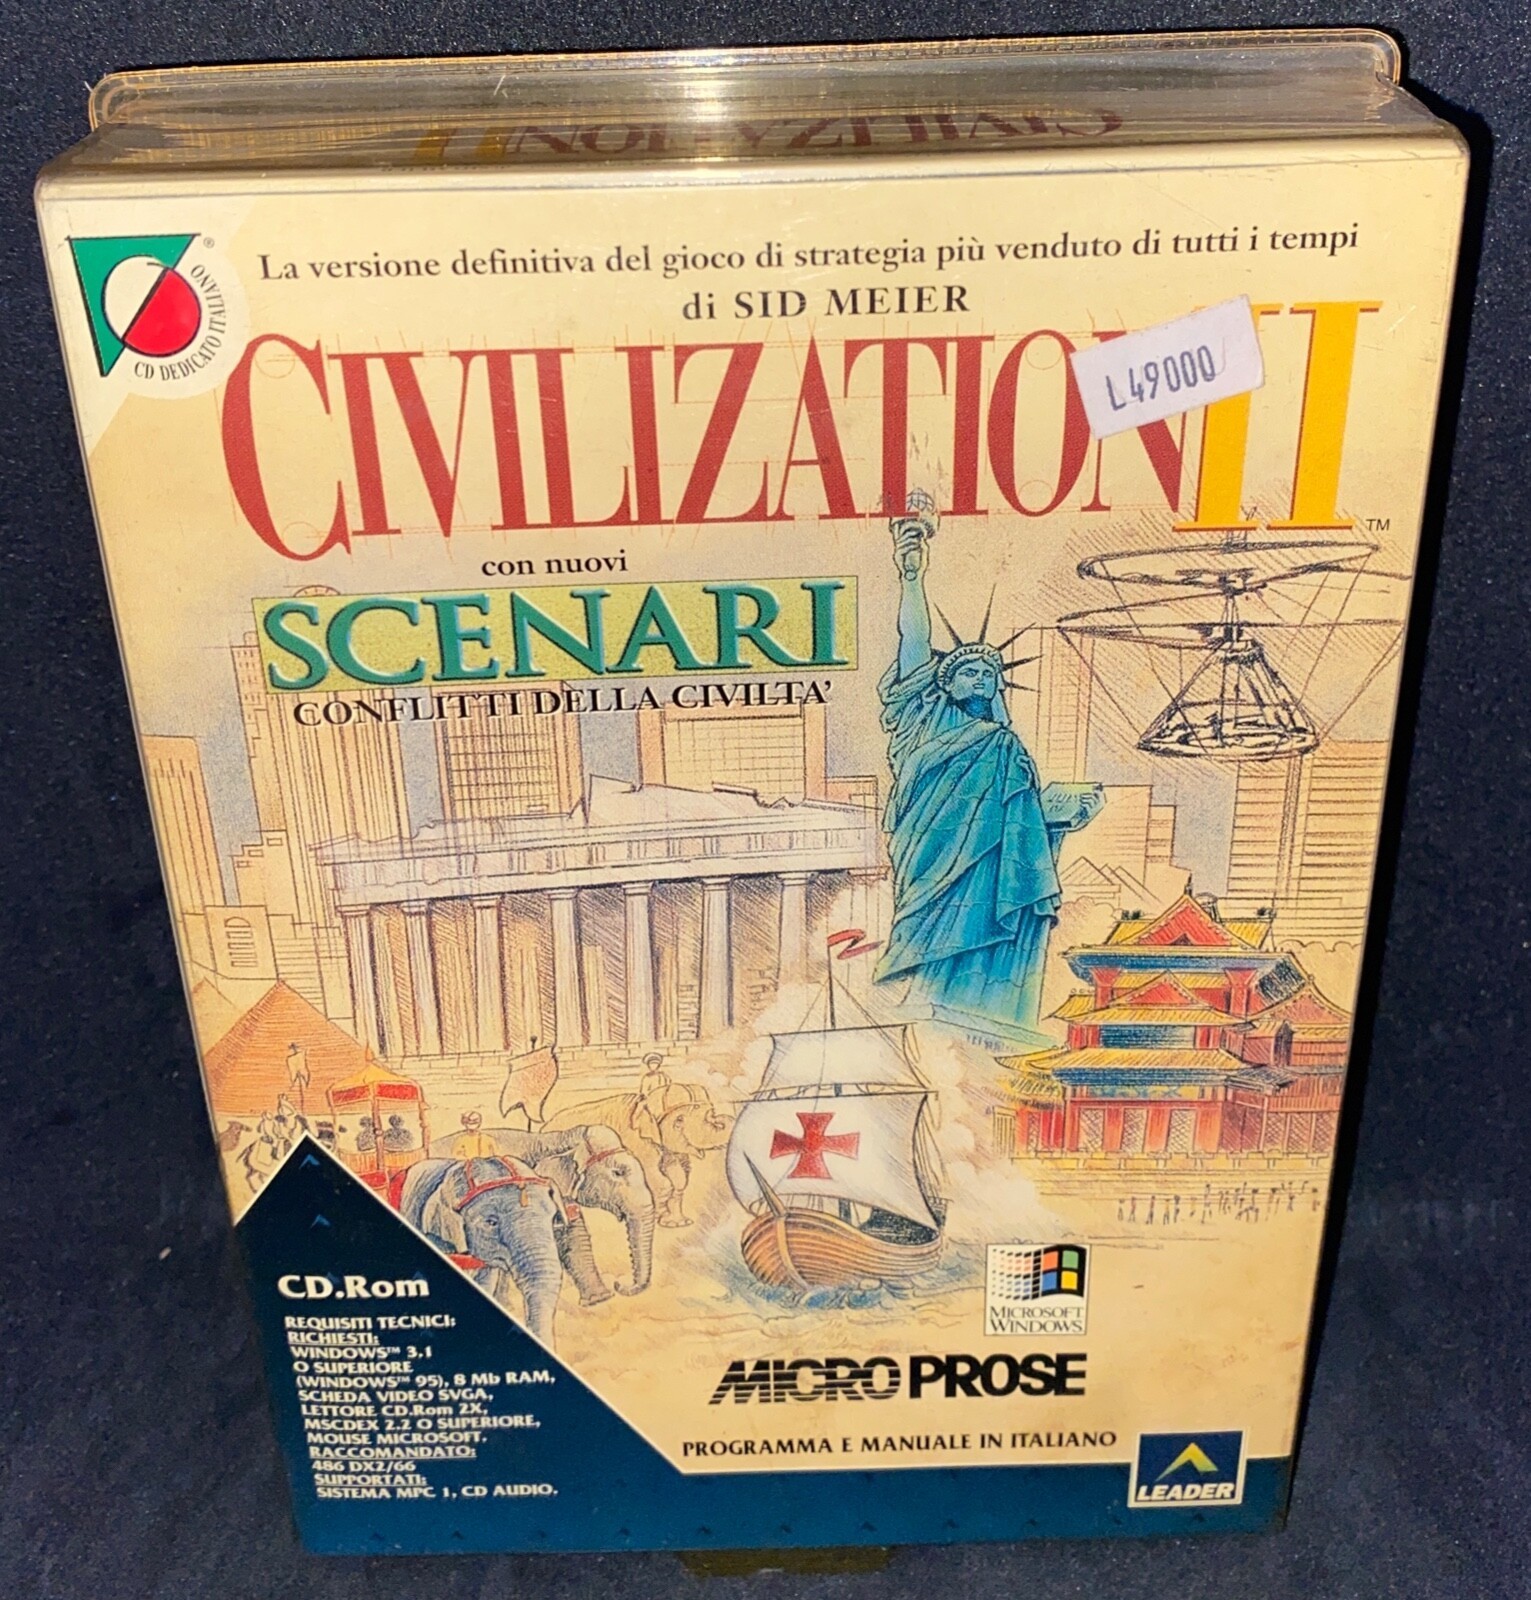 CIVILIZATION II
CD DEDICATO ITALIANO
®
La versione definitiva del gioco di strategia più venduto di tutti i tempi
di SID MEIER
CIVILIZATION II
L49000
™
con nuovi
SCENARI
CONFLITTI DELLA CIVILTA'
CD.Rom
REQUISITI TECNICI:
RICHIESTI:
WINDOWS™ 3.1
O SUPERIORE
(WINDOWS™ 95), 8 Mb RAM,
SCHEDA VIDEO SVGA,
LETTORE CD.Rom 2X,
MSCDEX 2.2 O SUPERIORE,
MOUSE MICROSOFT.
RACCOMANDATO:
486 DX2/66
SUPPORTATI:
SISTEMA MPC 1, CD AUDIO.
MICROSOFT
WINDOWS
MICROPROSE
PROGRAMMA E MANUALE IN ITALIANO
LEADER